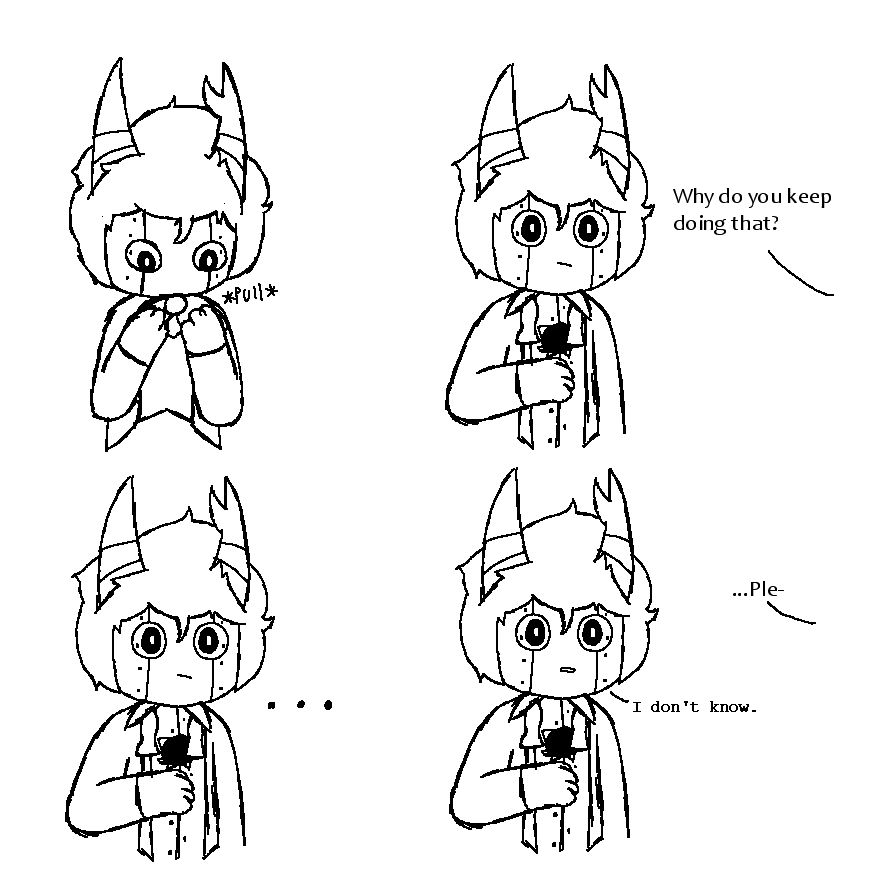 *Pull*
Why do you keep
doing that?
. . .
...Ple-
I don't know.